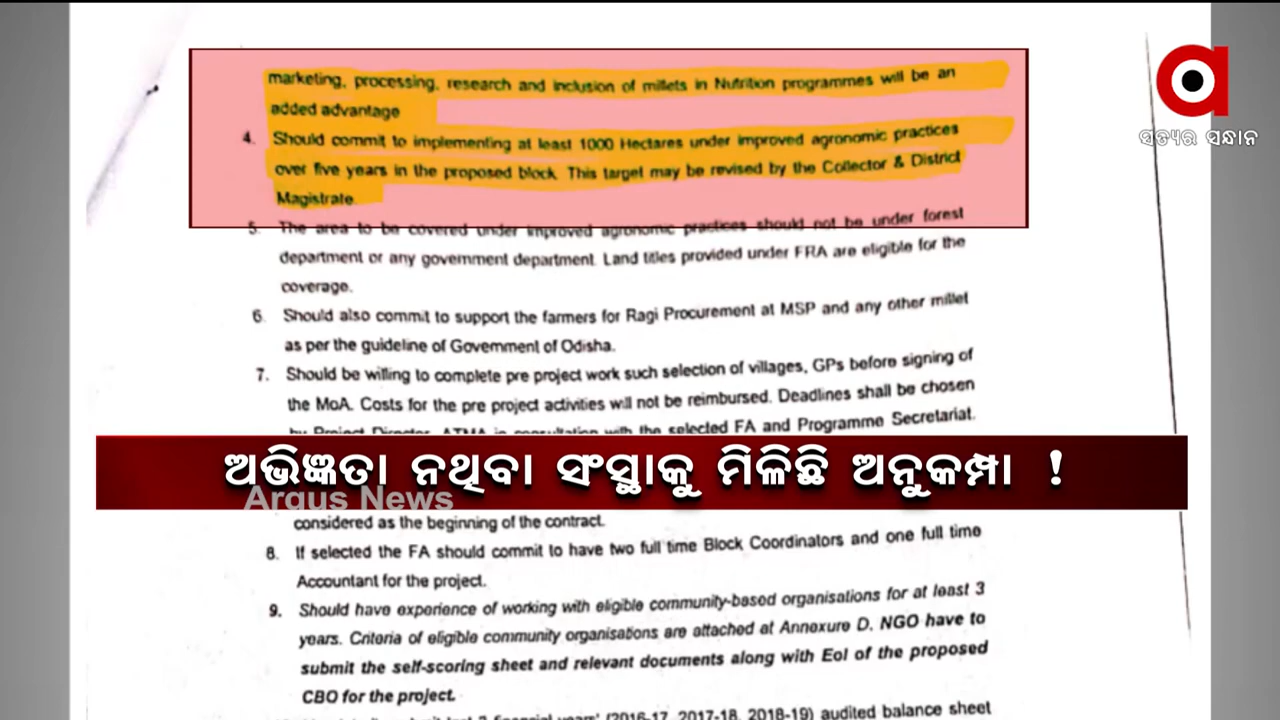 marketing, processing, research and inclusion of millets in Nutrition programmes will be an
added advantage
4. Should commit to implementing at least 1000 Hectares under improved agronomic practices
over five years in the proposed block. This target may be revised by the Collector & District
Magistrate.
5. The area to be covered under improved agronomic practices should not be under forest
department or any government department. Land titles provided under FRA are eligible for the
coverage.
6. Should also commit to support the farmers for Ragi Procurement at MSP and any other millet
as per the guideline of Government of Odisha.
7. Should be willing to complete pre project work such selection of villages, GPs before signing of
the MoA. Costs for the pre project activities will not be reimbursed. Deadlines shall be chosen
by Project Director, ATMA in consultation with the selected FA and Programme Secretariat.
ଅଭିଜ୍ଞତା ନଥିବା ସଂସ୍ଥାକୁ ମିଳିଛି ଅନୁକମ୍ପା !
Argus News
considered as the beginning of the contract.
8. If selected the FA should commit to have two full time Block Coordinators and one full time
Accountant for the project.
9. Should have experience of working with eligible community-based organisations for at least 3
years. Criteria of eligible community organisations are attached at Annexure D. NGO have to
submit the self-scoring sheet and relevant documents along with EoI of the proposed
CBO for the project.
financial years' (2016-17, 2017-18, 2018-19) audited balance sheet
a
ସତ୍ୟର ସନ୍ଧାନ